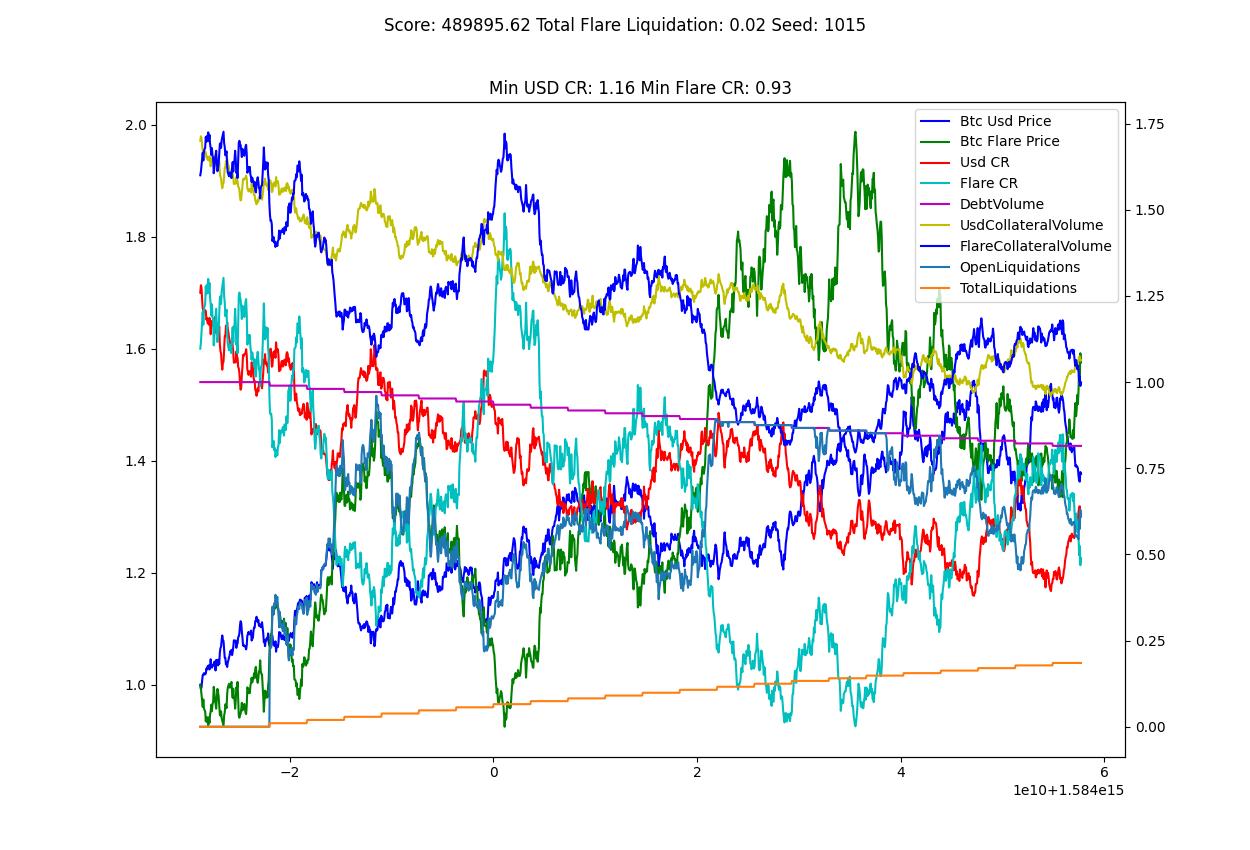 Score: 489895.62 Total Flare Liquidation: 0.02 Seed: 1015
Min USD CR: 1.16 Min Flare CR: 0.93
2.0
1.8
1.6
1.4
1.2
1.0
Btc Usd Price
Btc Flare Price
Usd CR
Flare CR
DebtVolume
UsdCollateralVolume
FlareCollateralVolume
OpenLiquidations
TotalLiquidations
1.75
1.50
1.25
1.00
0.75
0.50
0.25
0.00
−2 0 2 4 6
1e10+1.584e15